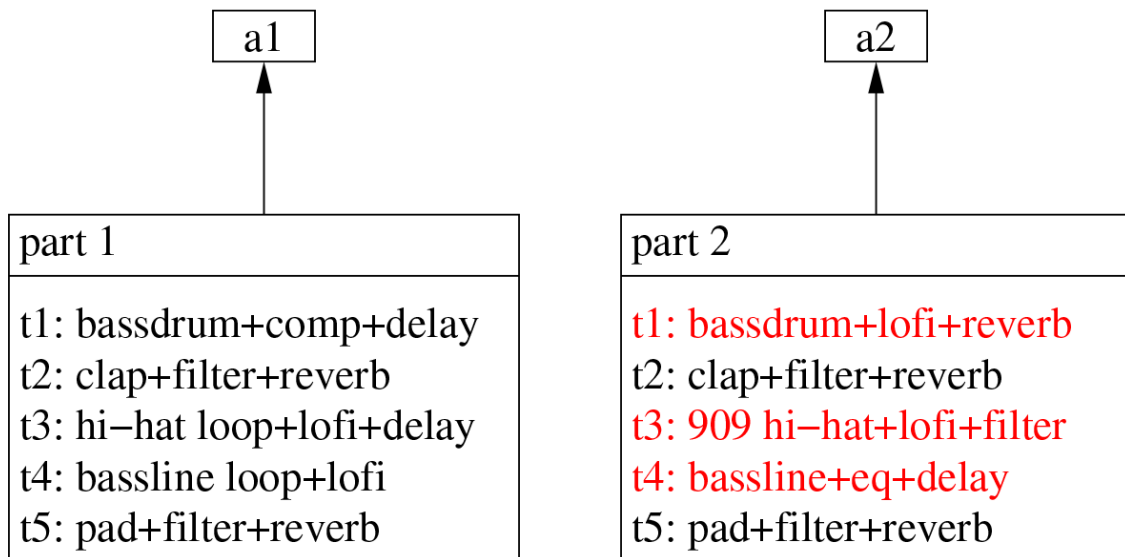 a1
a2
part 1
t1: bassdrum+comp+delay
t2: clap+filter+reverb
t3: hi−hat loop+lofi+delay
t4: bassline loop+lofi
t5: pad+filter+reverb
part 2
t1: bassdrum+lofi+reverb
t2: clap+filter+reverb
t3: 909 hi−hat+lofi+filter
t4: bassline+eq+delay
t5: pad+filter+reverb